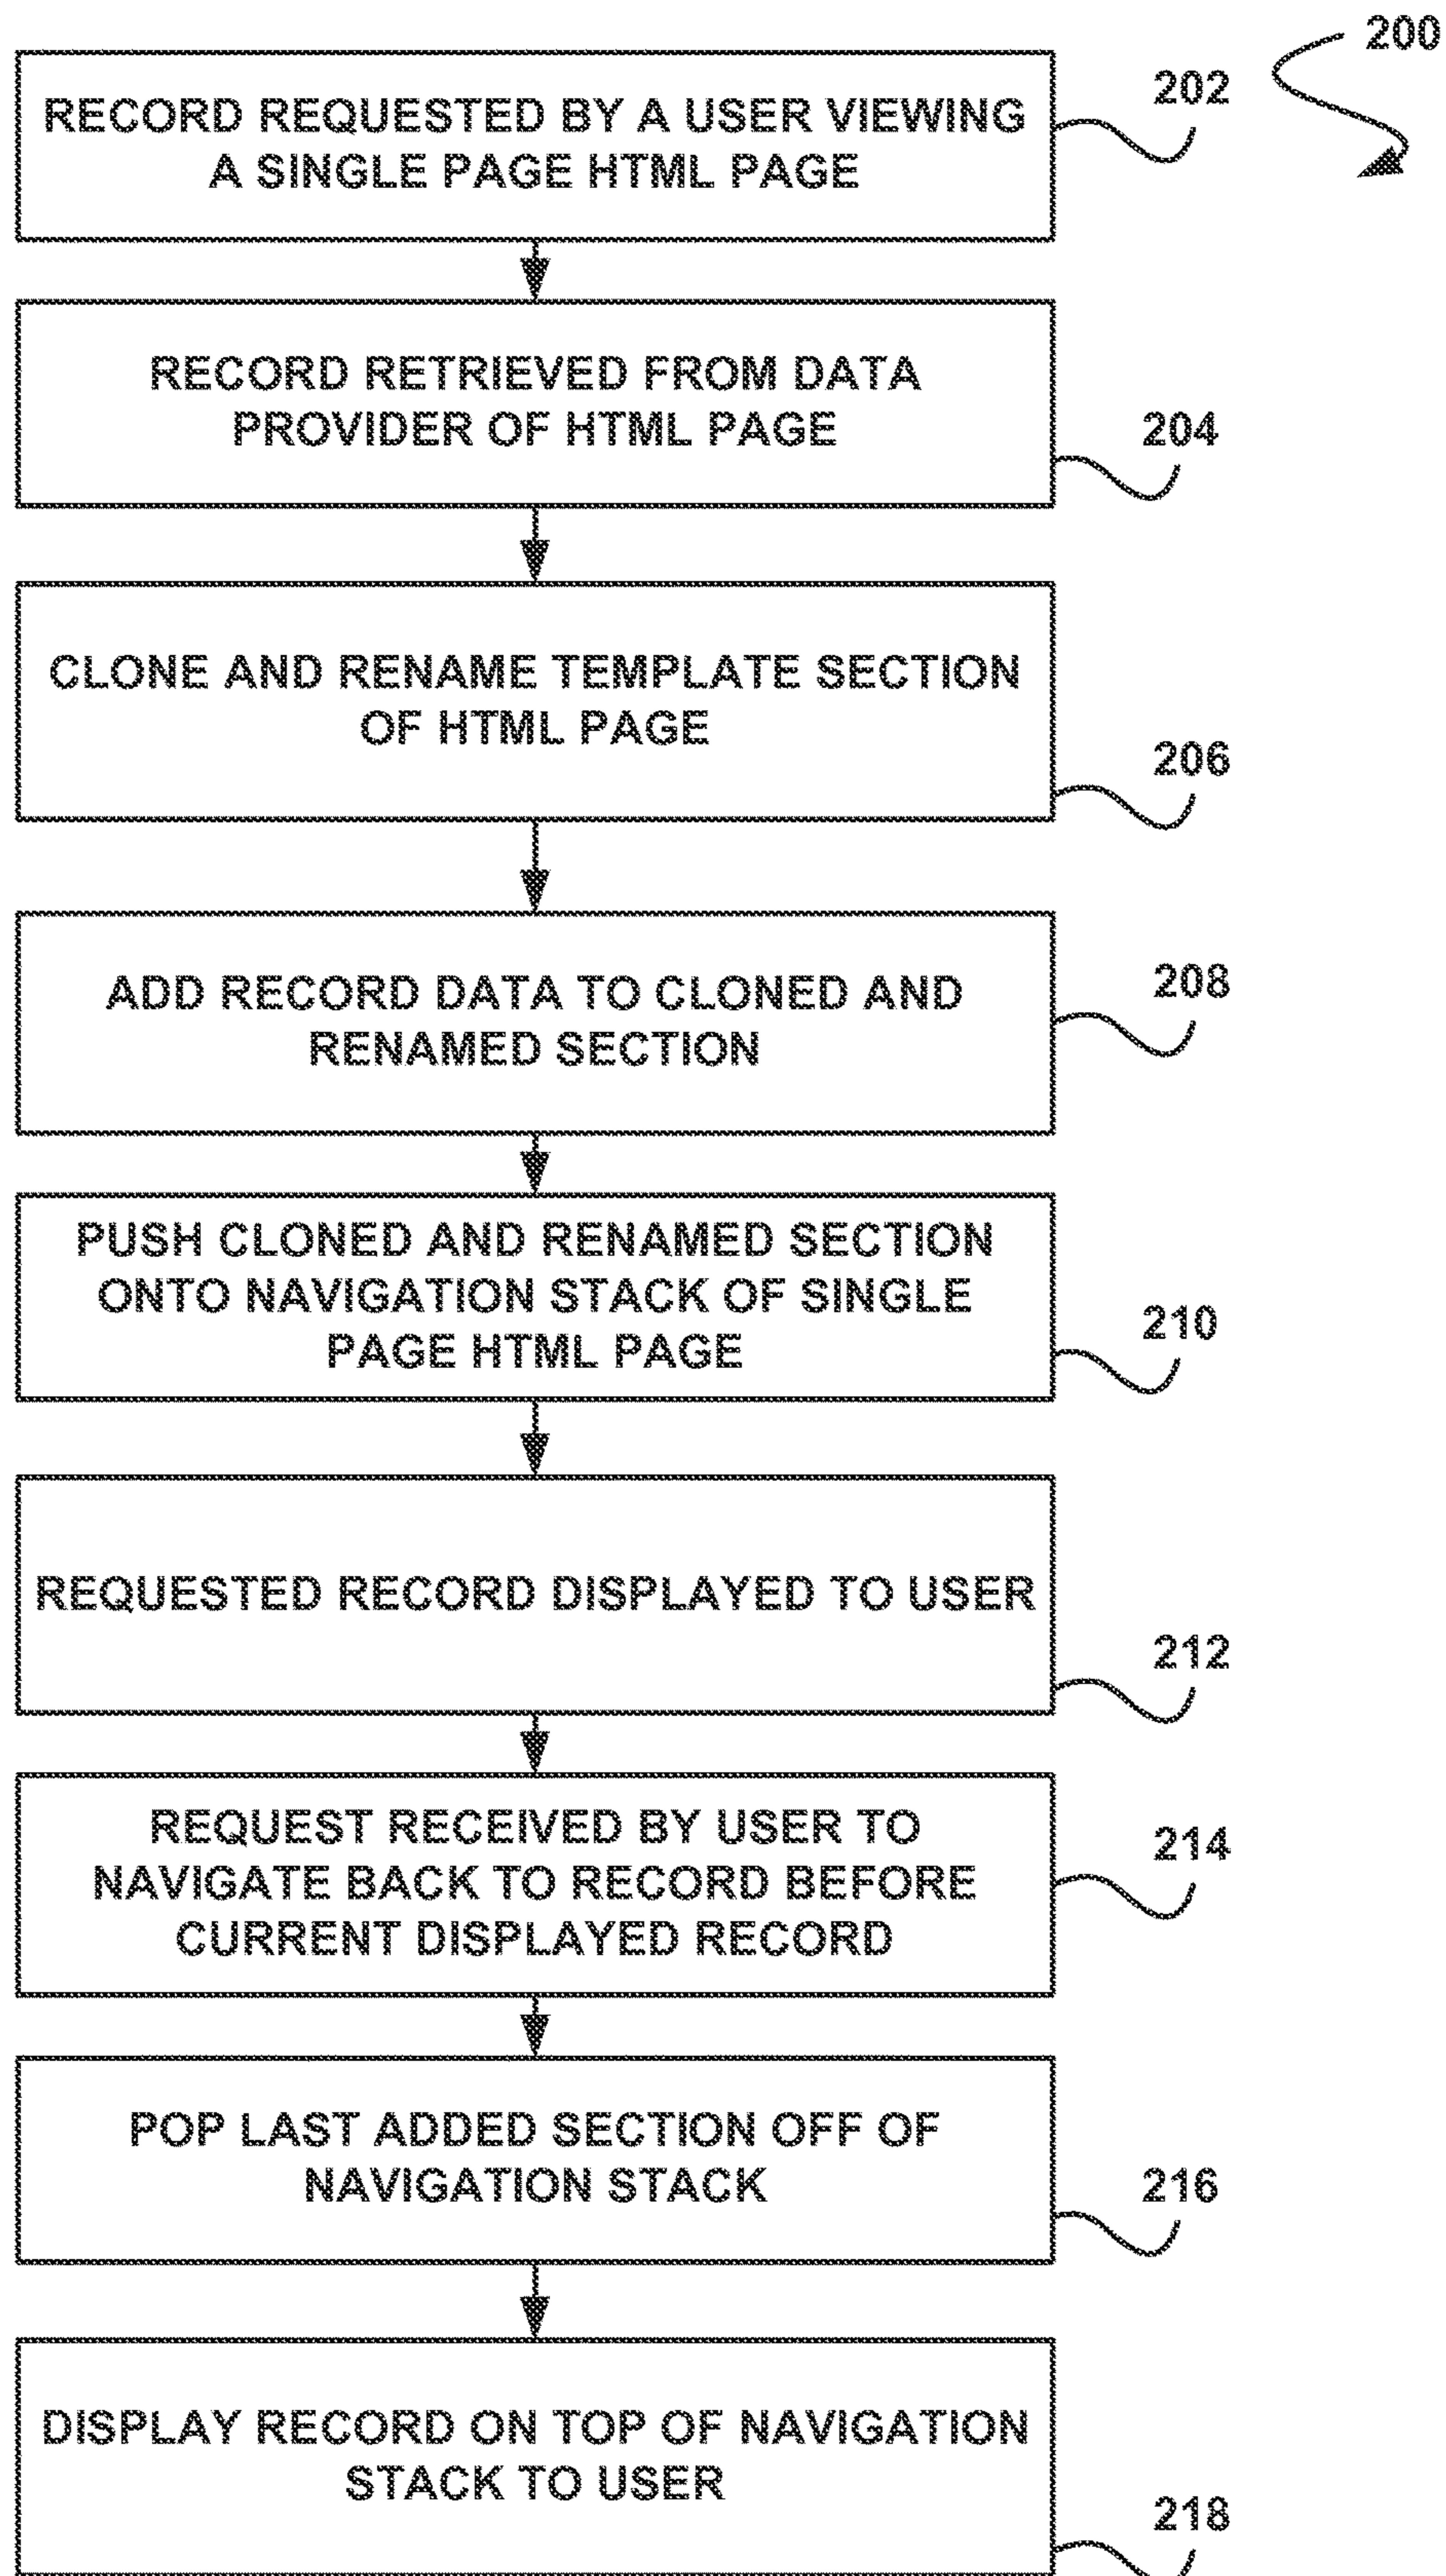 200
202
RECORD REQUESTED BY A USER VIEWING
A SINGLE PAGE HTML PAGE
RECORD RETRIEVED FROM DATA
PROVIDER OF HTML PAGE
204
CLONE AND RENAME TEMPLATE SECTION
OF HTML PAGE
206
ADD RECORD DATA TO CLONED AND
RENAMED SECTION
208
PUSH CLONED AND RENAMED SECTION
ONTO NAVIGATION STACK OF SINGLE
PAGE HTML PAGE
210
REQUESTED RECORD DISPLAYED TO USER
212
REQUEST RECEIVED BY USER TO
NAVIGATE BACK TO RECORD BEFORE
CURRENT DISPLAYED RECORD
214
POP LAST ADDED SECTION OFF OF
NAVIGATION STACK
216
DISPLAY RECORD ON TOP OF NAVIGATION
STACK TO USER
218